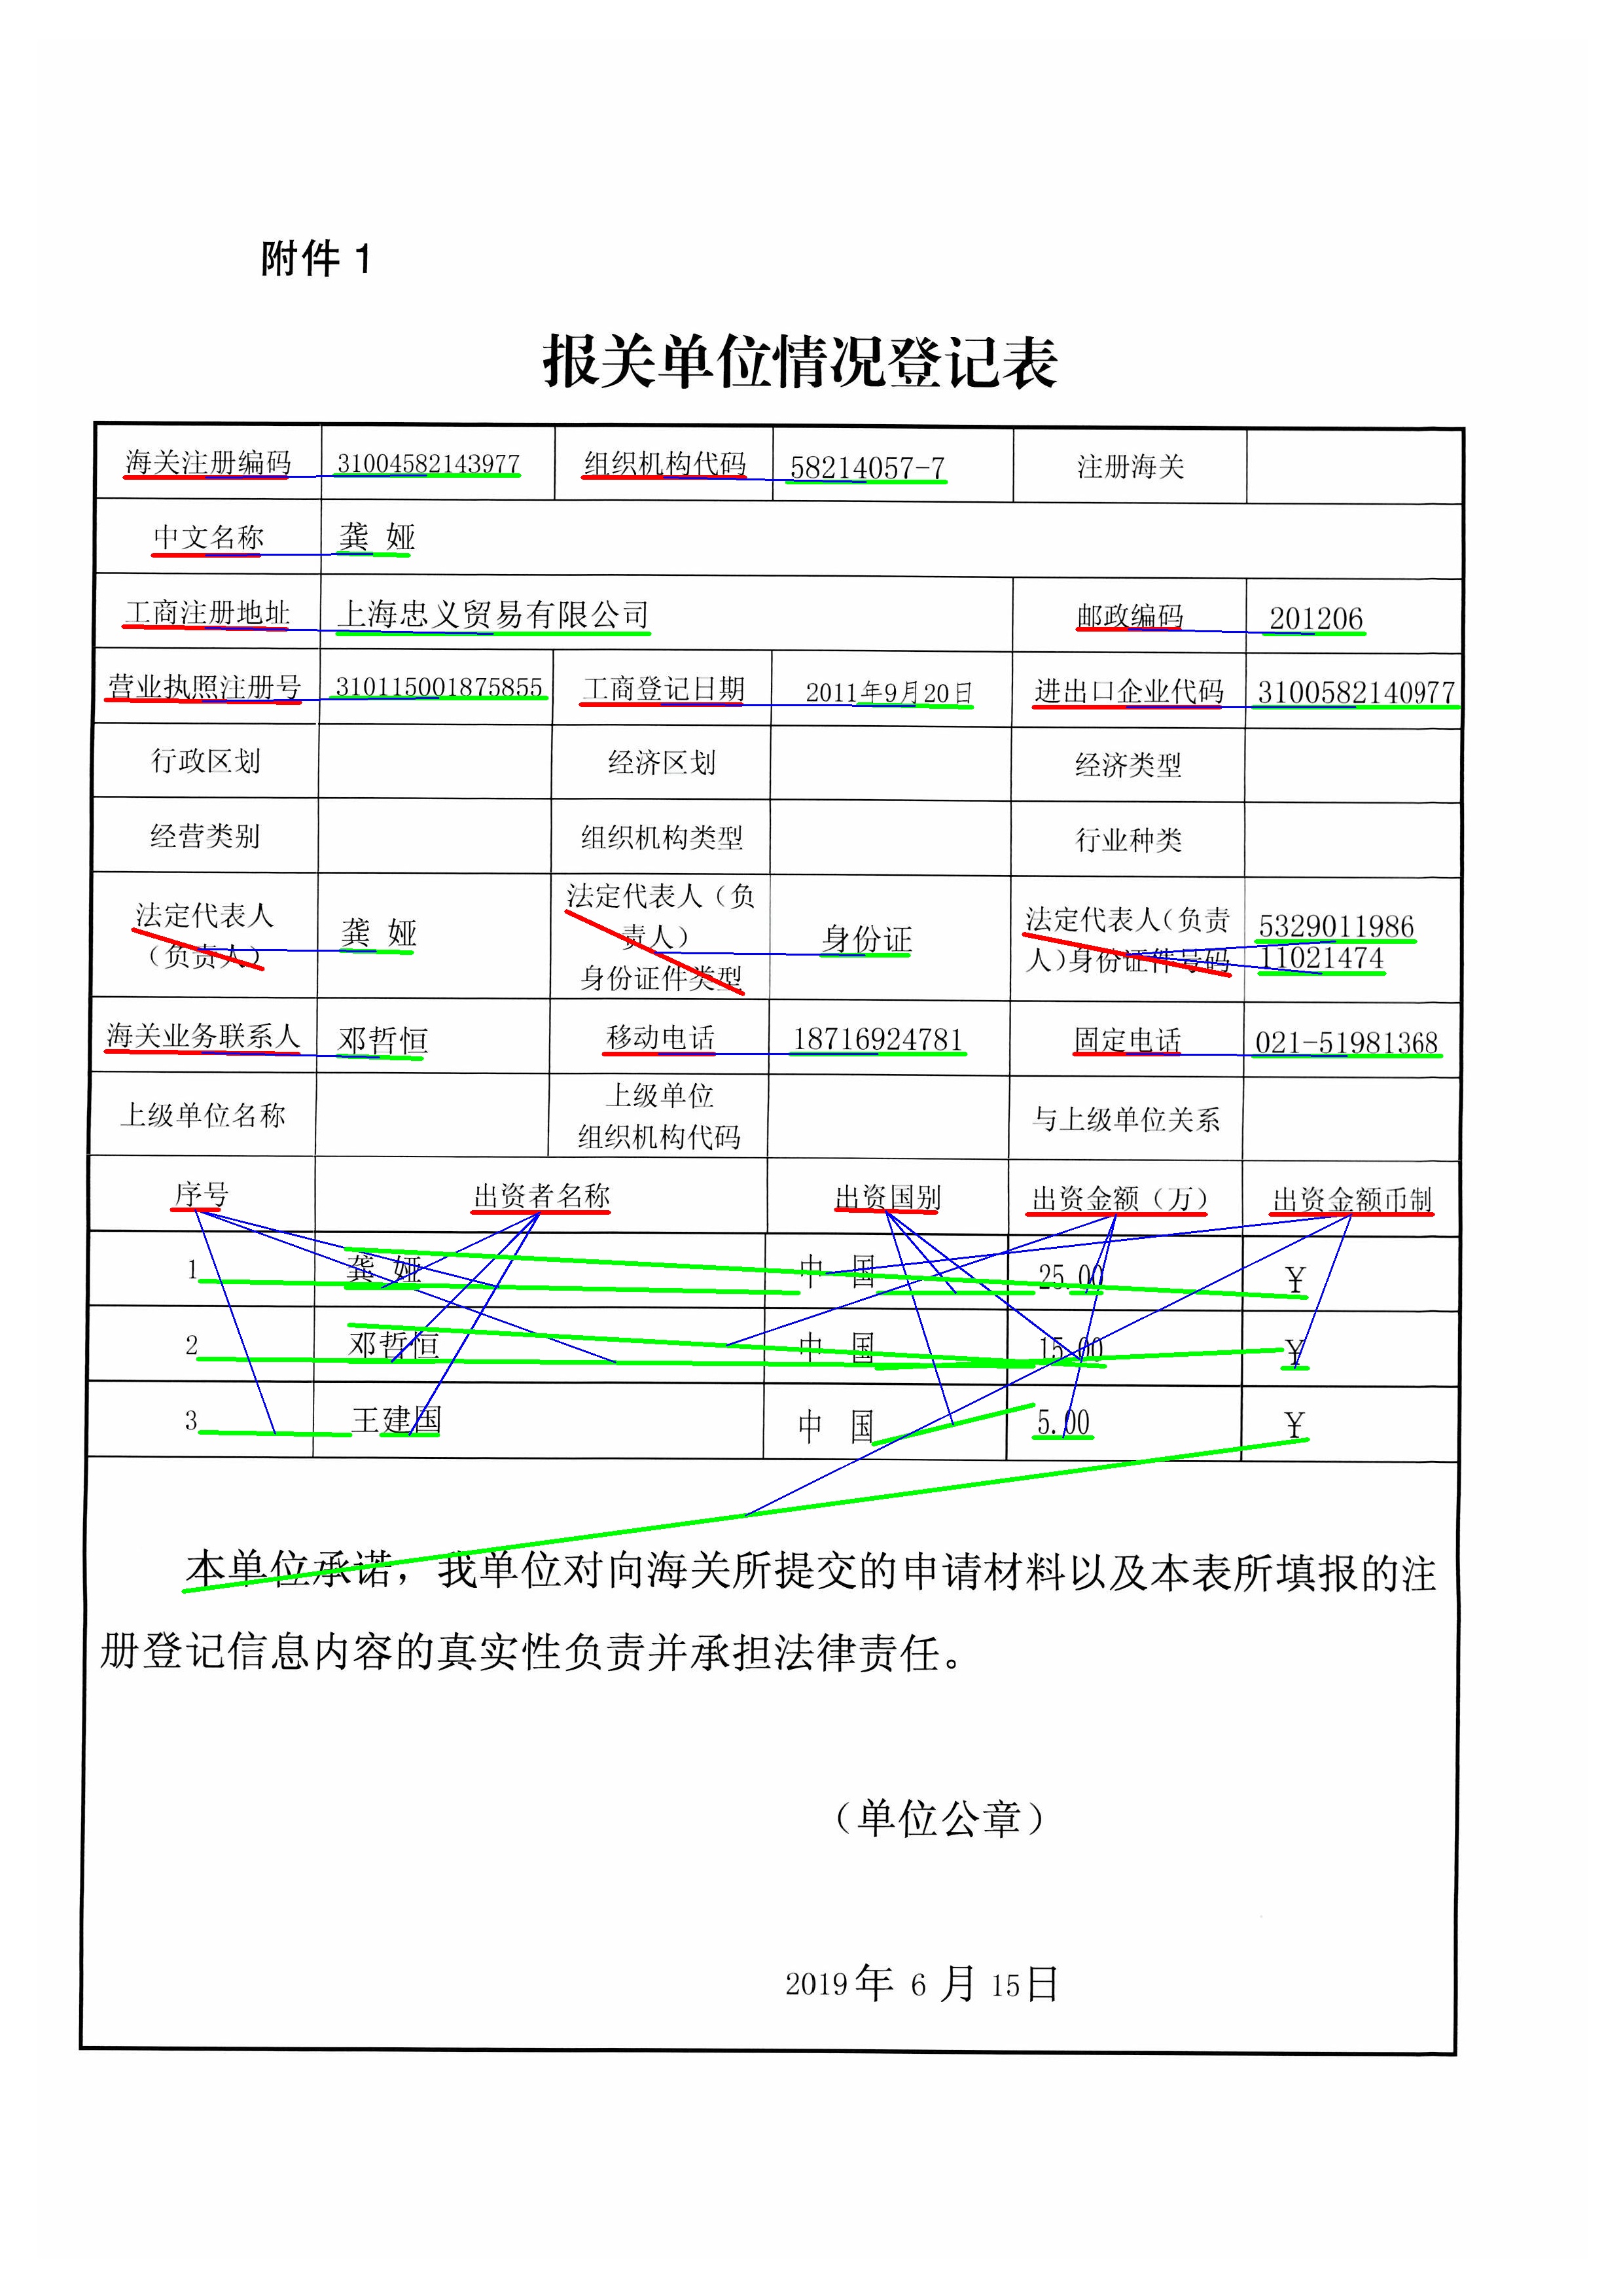 附件 1
报关单位情况登记表
海关注册编码 31004582143977 组织机构代码 58214057-7 注册海关
中文名称 龚 娅
工商注册地址 上海忠义贸易有限公司 邮政编码 201206
营业执照注册号 310115001875855 工商登记日期 2011年9月20日 进出口企业代码 3100582140977
行政区划 经济区划 经济类型
经营类别 组织机构类型 行业种类
法定代表人
（负责人） 龚 娅 法定代表人（负
责人）
身份证件类型 身份证 法定代表人（负责
人）身份证件号码 5329011986
11021474
海关业务联系人 邓哲恒 移动电话 18716924781 固定电话 021-51981368
上级单位名称 上级单位
组织机构代码 与上级单位关系
序号 出资者名称 出资国别 出资金额（万） 出资金额币制
1 龚 娅 中 国 25.00 ¥
2 邓哲恒 中 国 15.00 ¥
3 王建国 中 国 5.00 ¥
本单位承诺，我单位对向海关所提交的申请材料以及本表所填报的注
册登记信息内容的真实性负责并承担法律责任。
（单位公章）
2019年 6 月 15日